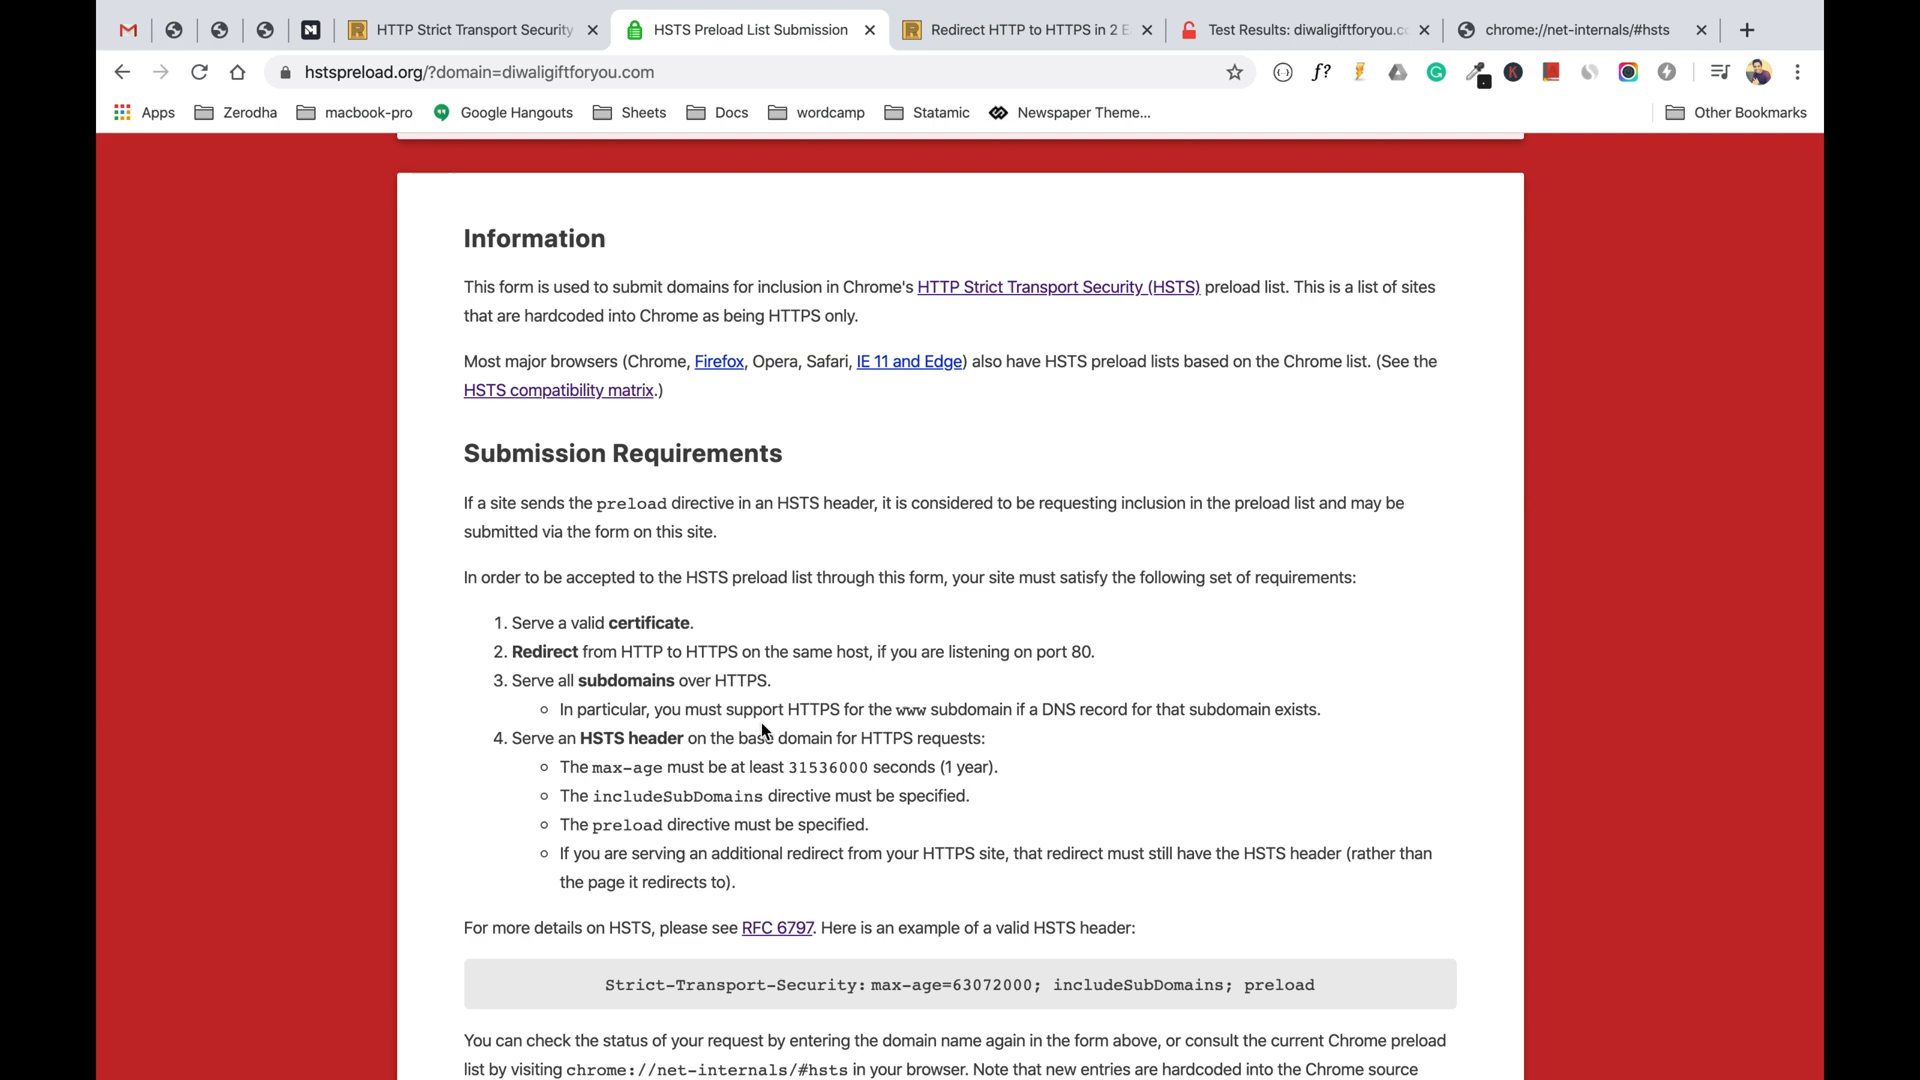 HTTP Strict Transport Security
HSTS Preload List Submission
Redirect HTTP to HTTPS in 2 E
Test Results: diwaligiftforyou.co
chrome://net-internals/#hsts
hstspreload.org/?domain=diwaligiftforyou.com
Apps Zerodha macbook-pro Google Hangouts Sheets Docs wordcamp Statamic Newspaper Theme... Other Bookmarks
Information
This form is used to submit domains for inclusion in Chrome's HTTP Strict Transport Security (HSTS) preload list. This is a list of sites
that are hardcoded into Chrome as being HTTPS only.
Most major browsers (Chrome, Firefox, Opera, Safari, IE 11 and Edge) also have HSTS preload lists based on the Chrome list. (See the
HSTS compatibility matrix.)
Submission Requirements
If a site sends the preload directive in an HSTS header, it is considered to be requesting inclusion in the preload list and may be
submitted via the form on this site.
In order to be accepted to the HSTS preload list through this form, your site must satisfy the following set of requirements:
1. Serve a valid certificate.
2. Redirect from HTTP to HTTPS on the same host, if you are listening on port 80.
3. Serve all subdomains over HTTPS.
○ In particular, you must support HTTPS for the www subdomain if a DNS record for that subdomain exists.
4. Serve an HSTS header on the base domain for HTTPS requests:
○ The max-age must be at least 31536000 seconds (1 year).
○ The includeSubDomains directive must be specified.
○ The preload directive must be specified.
○ If you are serving an additional redirect from your HTTPS site, that redirect must still have the HSTS header (rather than
the page it redirects to).
For more details on HSTS, please see RFC 6797. Here is an example of a valid HSTS header:
Strict-Transport-Security: max-age=63072000; includeSubDomains; preload
You can check the status of your request by entering the domain name again in the form above, or consult the current Chrome preload
list by visiting chrome://net-internals/#hsts in your browser. Note that new entries are hardcoded into the Chrome source